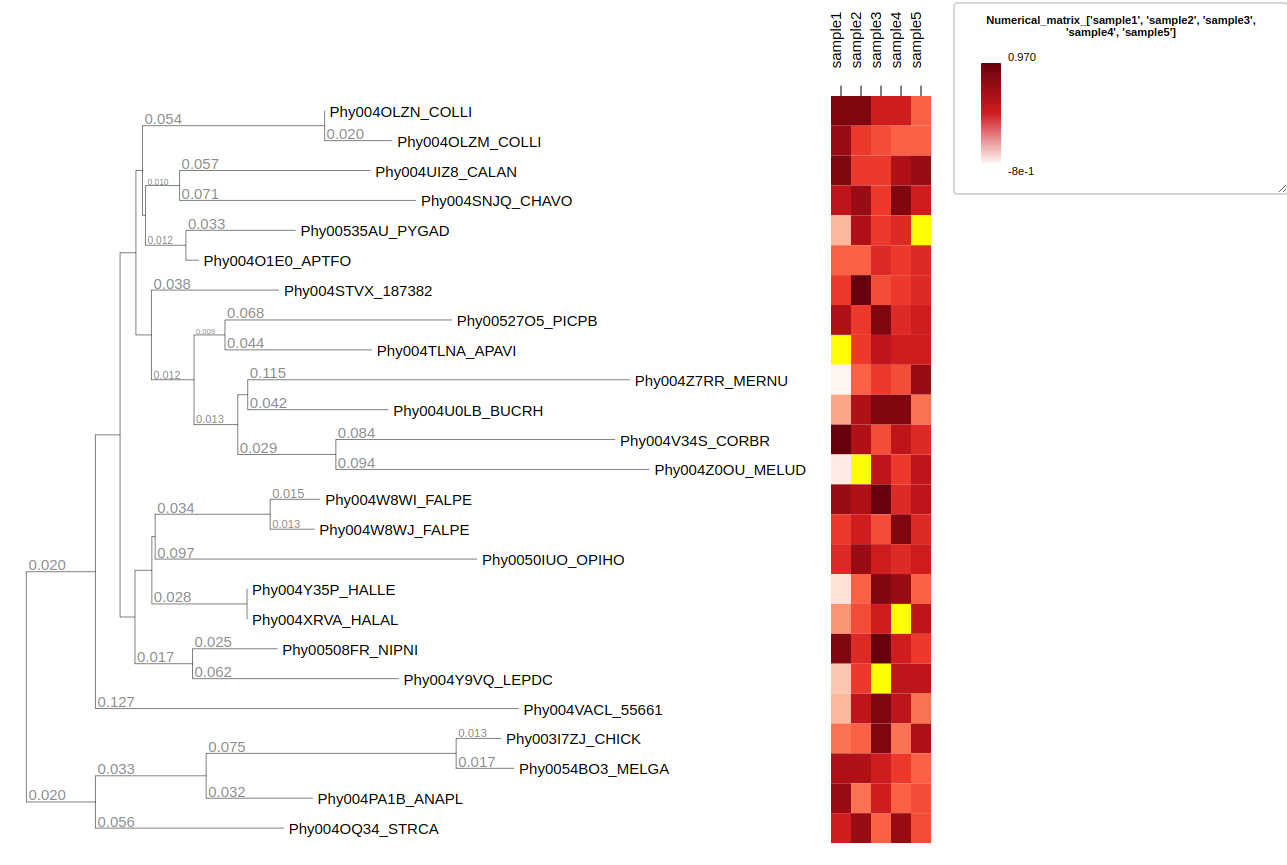 sample1
sample2
sample3
sample4
sample5
Numerical_matrix_['sample1', 'sample2', 'sample3',
'sample4', 'sample5']
0.970
-8e-1
Phy004OLZN_COLLI
0.054
0.020
Phy004OLZM_COLLI
0.057
Phy004UIZ8_CALAN
0.010
0.071
Phy004SNJQ_CHAVO
0.033
Phy00535AU_PYGAD
0.012
Phy004O1E0_APTFO
0.038
Phy004STVX_187382
0.068
Phy00527O5_PICPB
0.009
0.044
Phy004TLNA_APAVI
0.012
0.115
Phy004Z7RR_MERNU
0.042
Phy004U0LB_BUCRH
0.013
0.084
Phy004V34S_CORBR
0.029
0.094
Phy004Z0OU_MELUD
0.015
Phy004W8WI_FALPE
0.034
0.013
Phy004W8WJ_FALPE
0.097
Phy0050IUO_OPIHO
0.020
Phy004Y35P_HALLE
0.028
Phy004XRVA_HALAL
0.025
Phy00508FR_NIPNI
0.017
0.062
Phy004Y9VQ_LEPDC
0.127
Phy004VACL_55661
0.013
Phy003I7ZJ_CHICK
0.075
0.017
Phy0054BO3_MELGA
0.033
0.032
Phy004PA1B_ANAPL
0.020
0.056
Phy004OQ34_STRCA